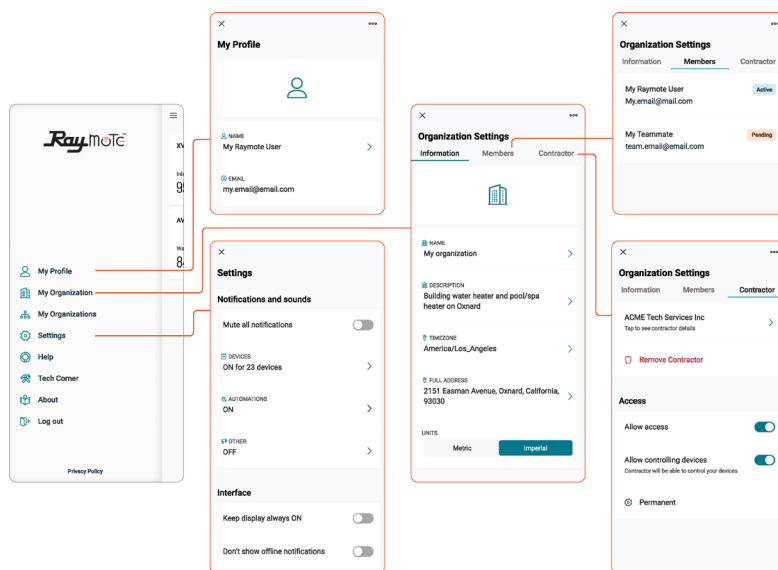 RayMoTe™
My Profile
My Organization
My Organizations
Settings
Help
Tech Corner
About
Log out
Privacy Policy
XV
AV
My Profile
NAME
My Raymote User
EMAIL
my.email@email.com
Settings
Notifications and sounds
Mute all notifications
DEVICES
ON for 23 devices
AUTOMATIONS
ON
OTHER
OFF
Interface
Keep display always ON
Don't show offline notifications
Organization Settings
Information Members Contractor
NAME
My organization
DESCRIPTION
Building water heater and pool/spa
heater on Oxnard
TIMEZONE
America/Los_Angeles
FULL ADDRESS
2151 Easman Avenue, Oxnard, California,
93030
UNITS
Metric Imperial
Organization Settings
Information Members Contractor
My Raymote User Active
My.email@mail.com
My Teammate Pending
team.email@email.com
Organization Settings
Information Members Contractor
ACME Tech Services Inc
Tap to see contractor details
Remove Contractor
Access
Allow access
Allow controlling devices
Contractor will be able to control your devices
Permanent